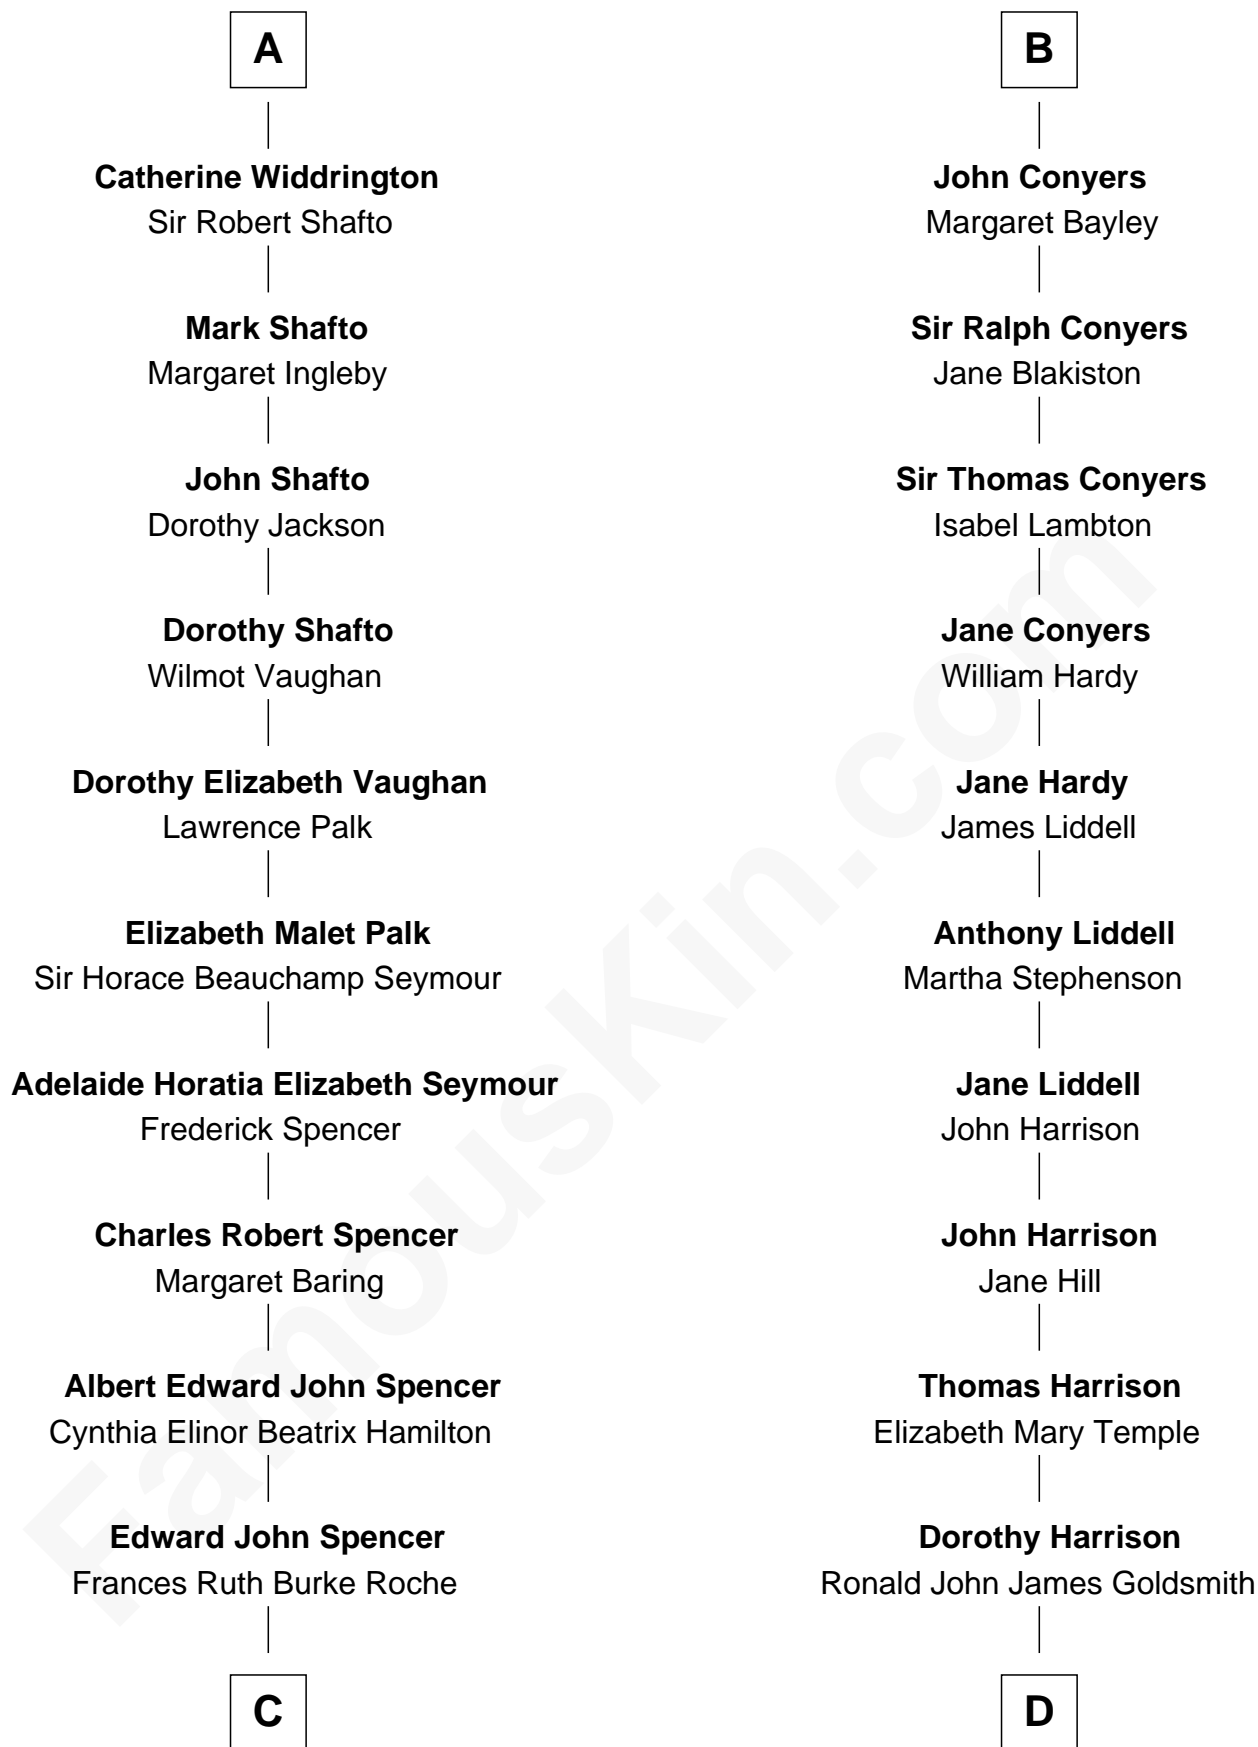 A
Catherine Widdrington
Sir Robert Shafto
Mark Shafto
Margaret Ingleby
John Shafto
Dorothy Jackson
Dorothy Shafto
Wilmot Vaughan
Dorothy Elizabeth Vaughan
Lawrence Palk
Elizabeth Malet Palk
Sir Horace Beauchamp Seymour
Adelaide Horatia Elizabeth Seymour
Frederick Spencer
Charles Robert Spencer
Margaret Baring
Albert Edward John Spencer
Cynthia Elinor Beatrix Hamilton
Edward John Spencer
Frances Ruth Burke Roche
C
B
John Conyers
Margaret Bayley
Sir Ralph Conyers
Jane Blakiston
Sir Thomas Conyers
Isabel Lambton
Jane Conyers
William Hardy
Jane Hardy
James Liddell
Anthony Liddell
Martha Stephenson
Jane Liddell
John Harrison
John Harrison
Jane Hill
Thomas Harrison
Elizabeth Mary Temple
Dorothy Harrison
Ronald John James Goldsmith
D
FamousKin.com